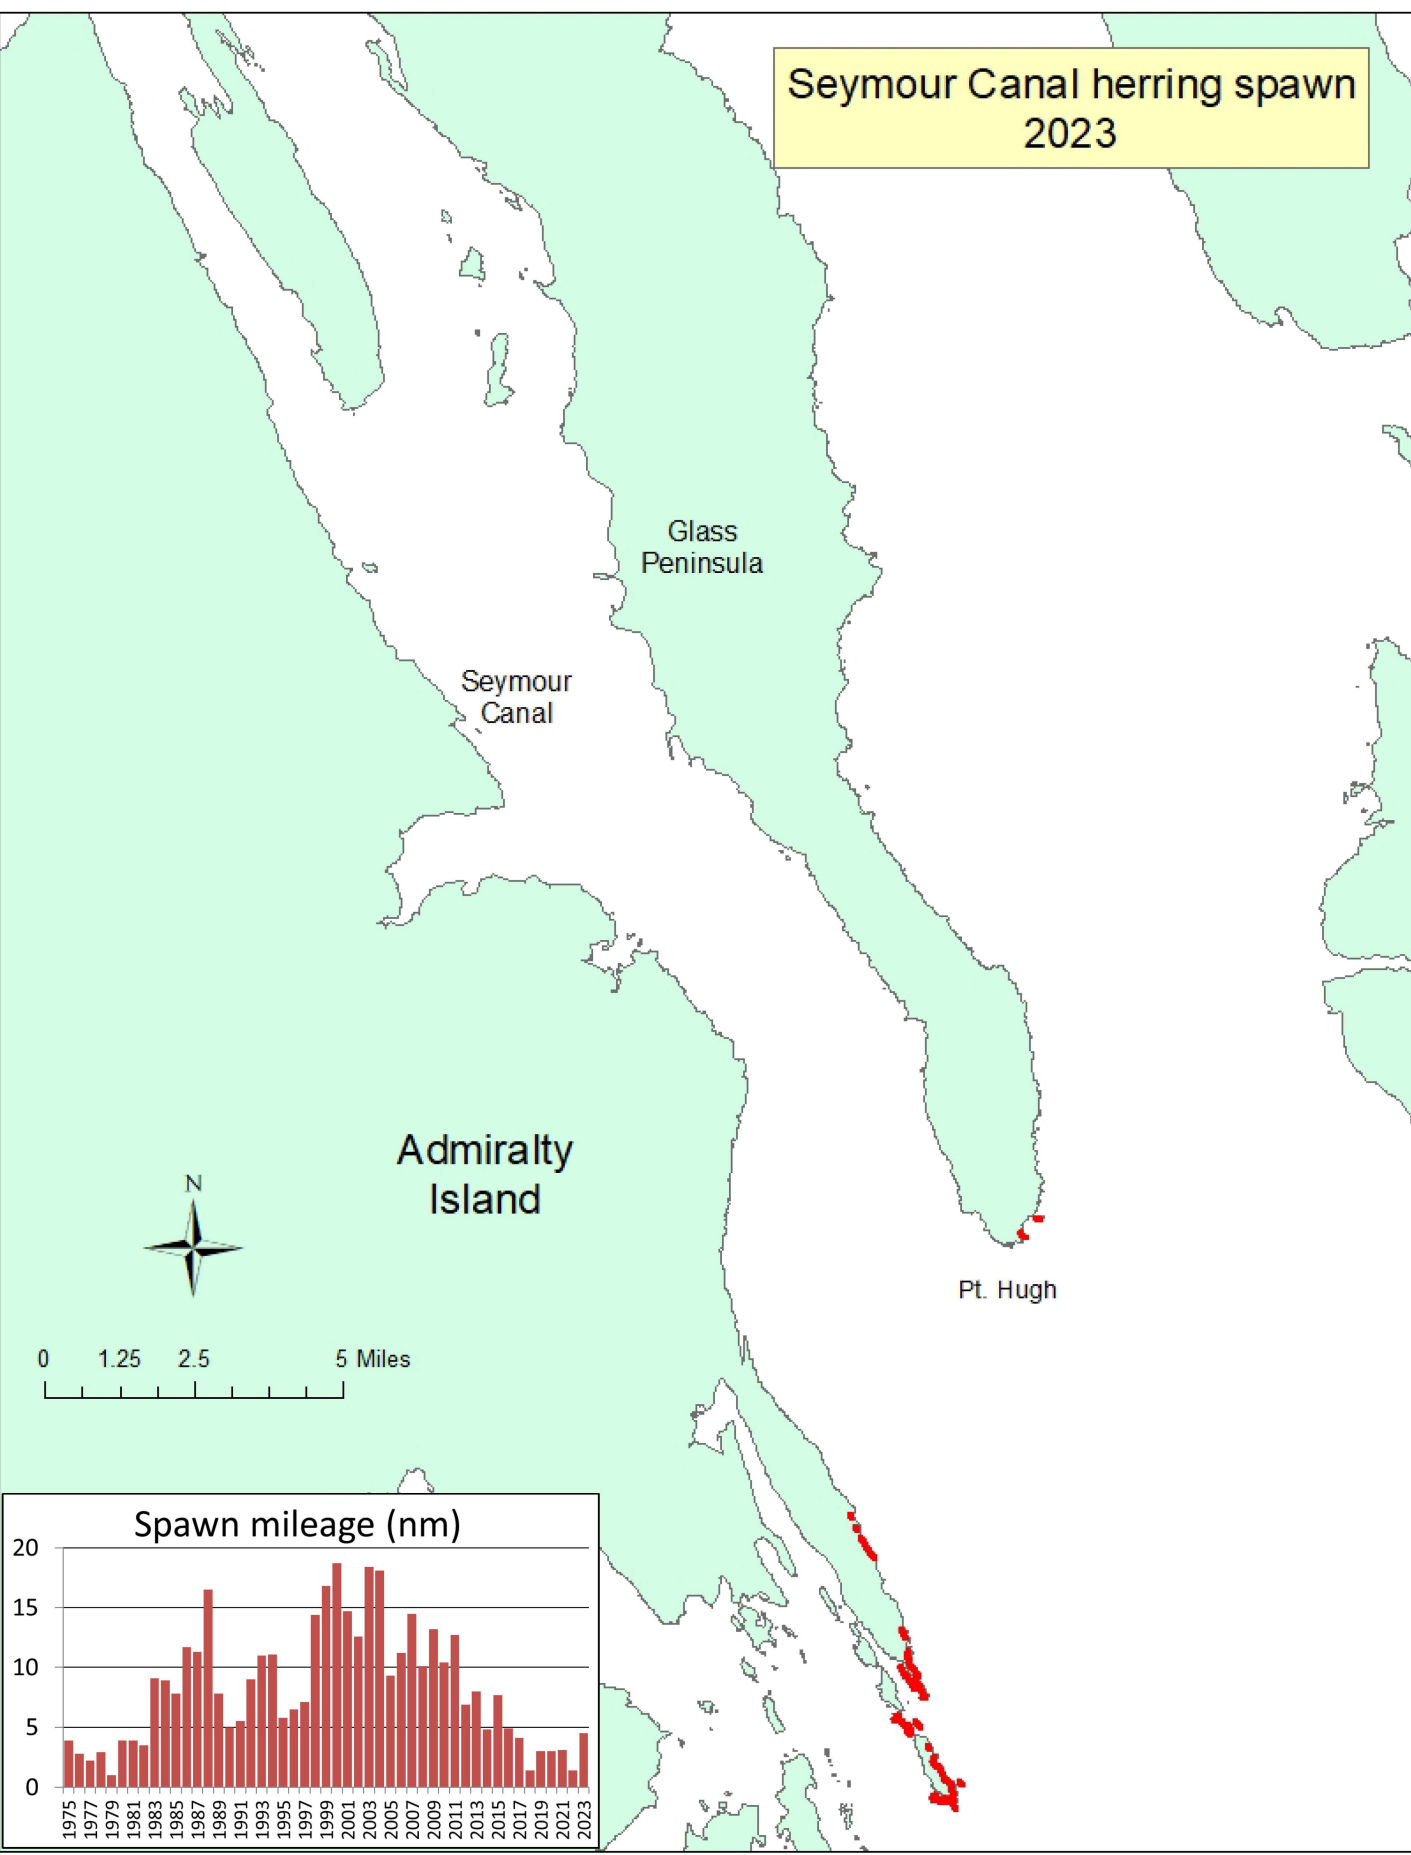 Seymour Canal herring spawn
2023
Glass
Peninsula
Seymour
Canal
Admiralty
Island
N
Pt. Hugh
0 1.25 2.5 5 Miles
Spawn mileage (nm)
20
15
10
5
0
1975 1977 1979 1981 1983 1985 1987 1989 1991 1993 1995 1997 1999 2001 2003 2005 2007 2009 2011 2013 2015 2017 2019 2021 2023